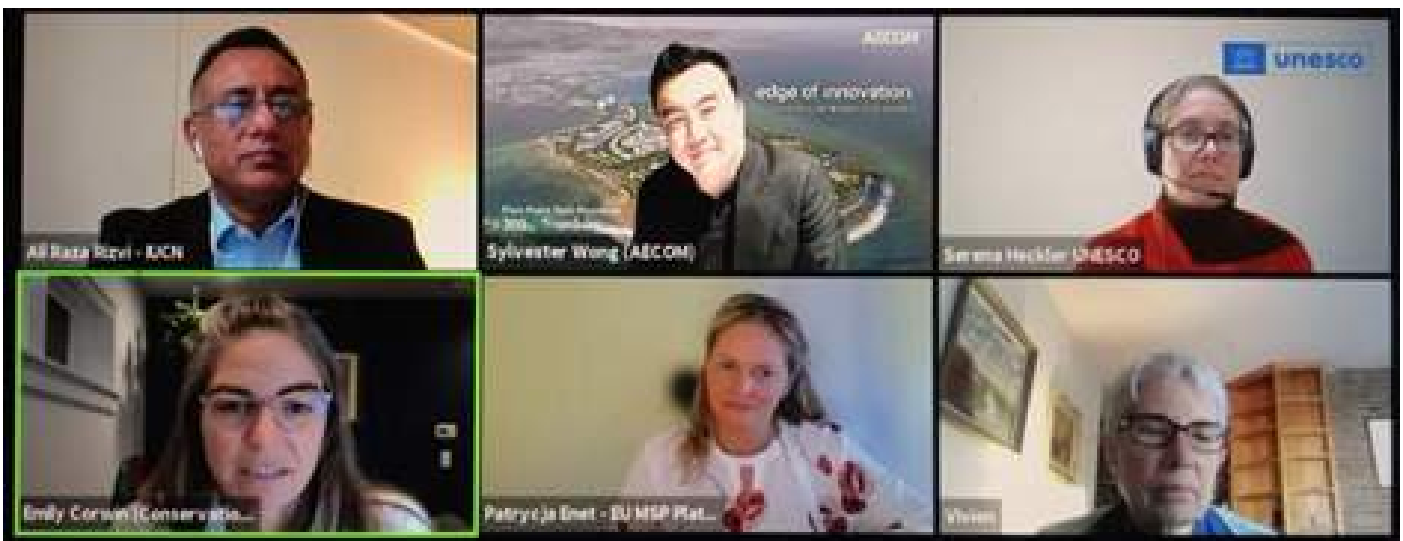 AECOM
edge of innovation
unesco
Ali Raza Rizvi - IUCN
Sylvester Wong (AECOM)
Serena Heckler UNESCO
Emily Corwin (Conservatio...
Patrycja Enet - EU MSP Plat...
Vivien